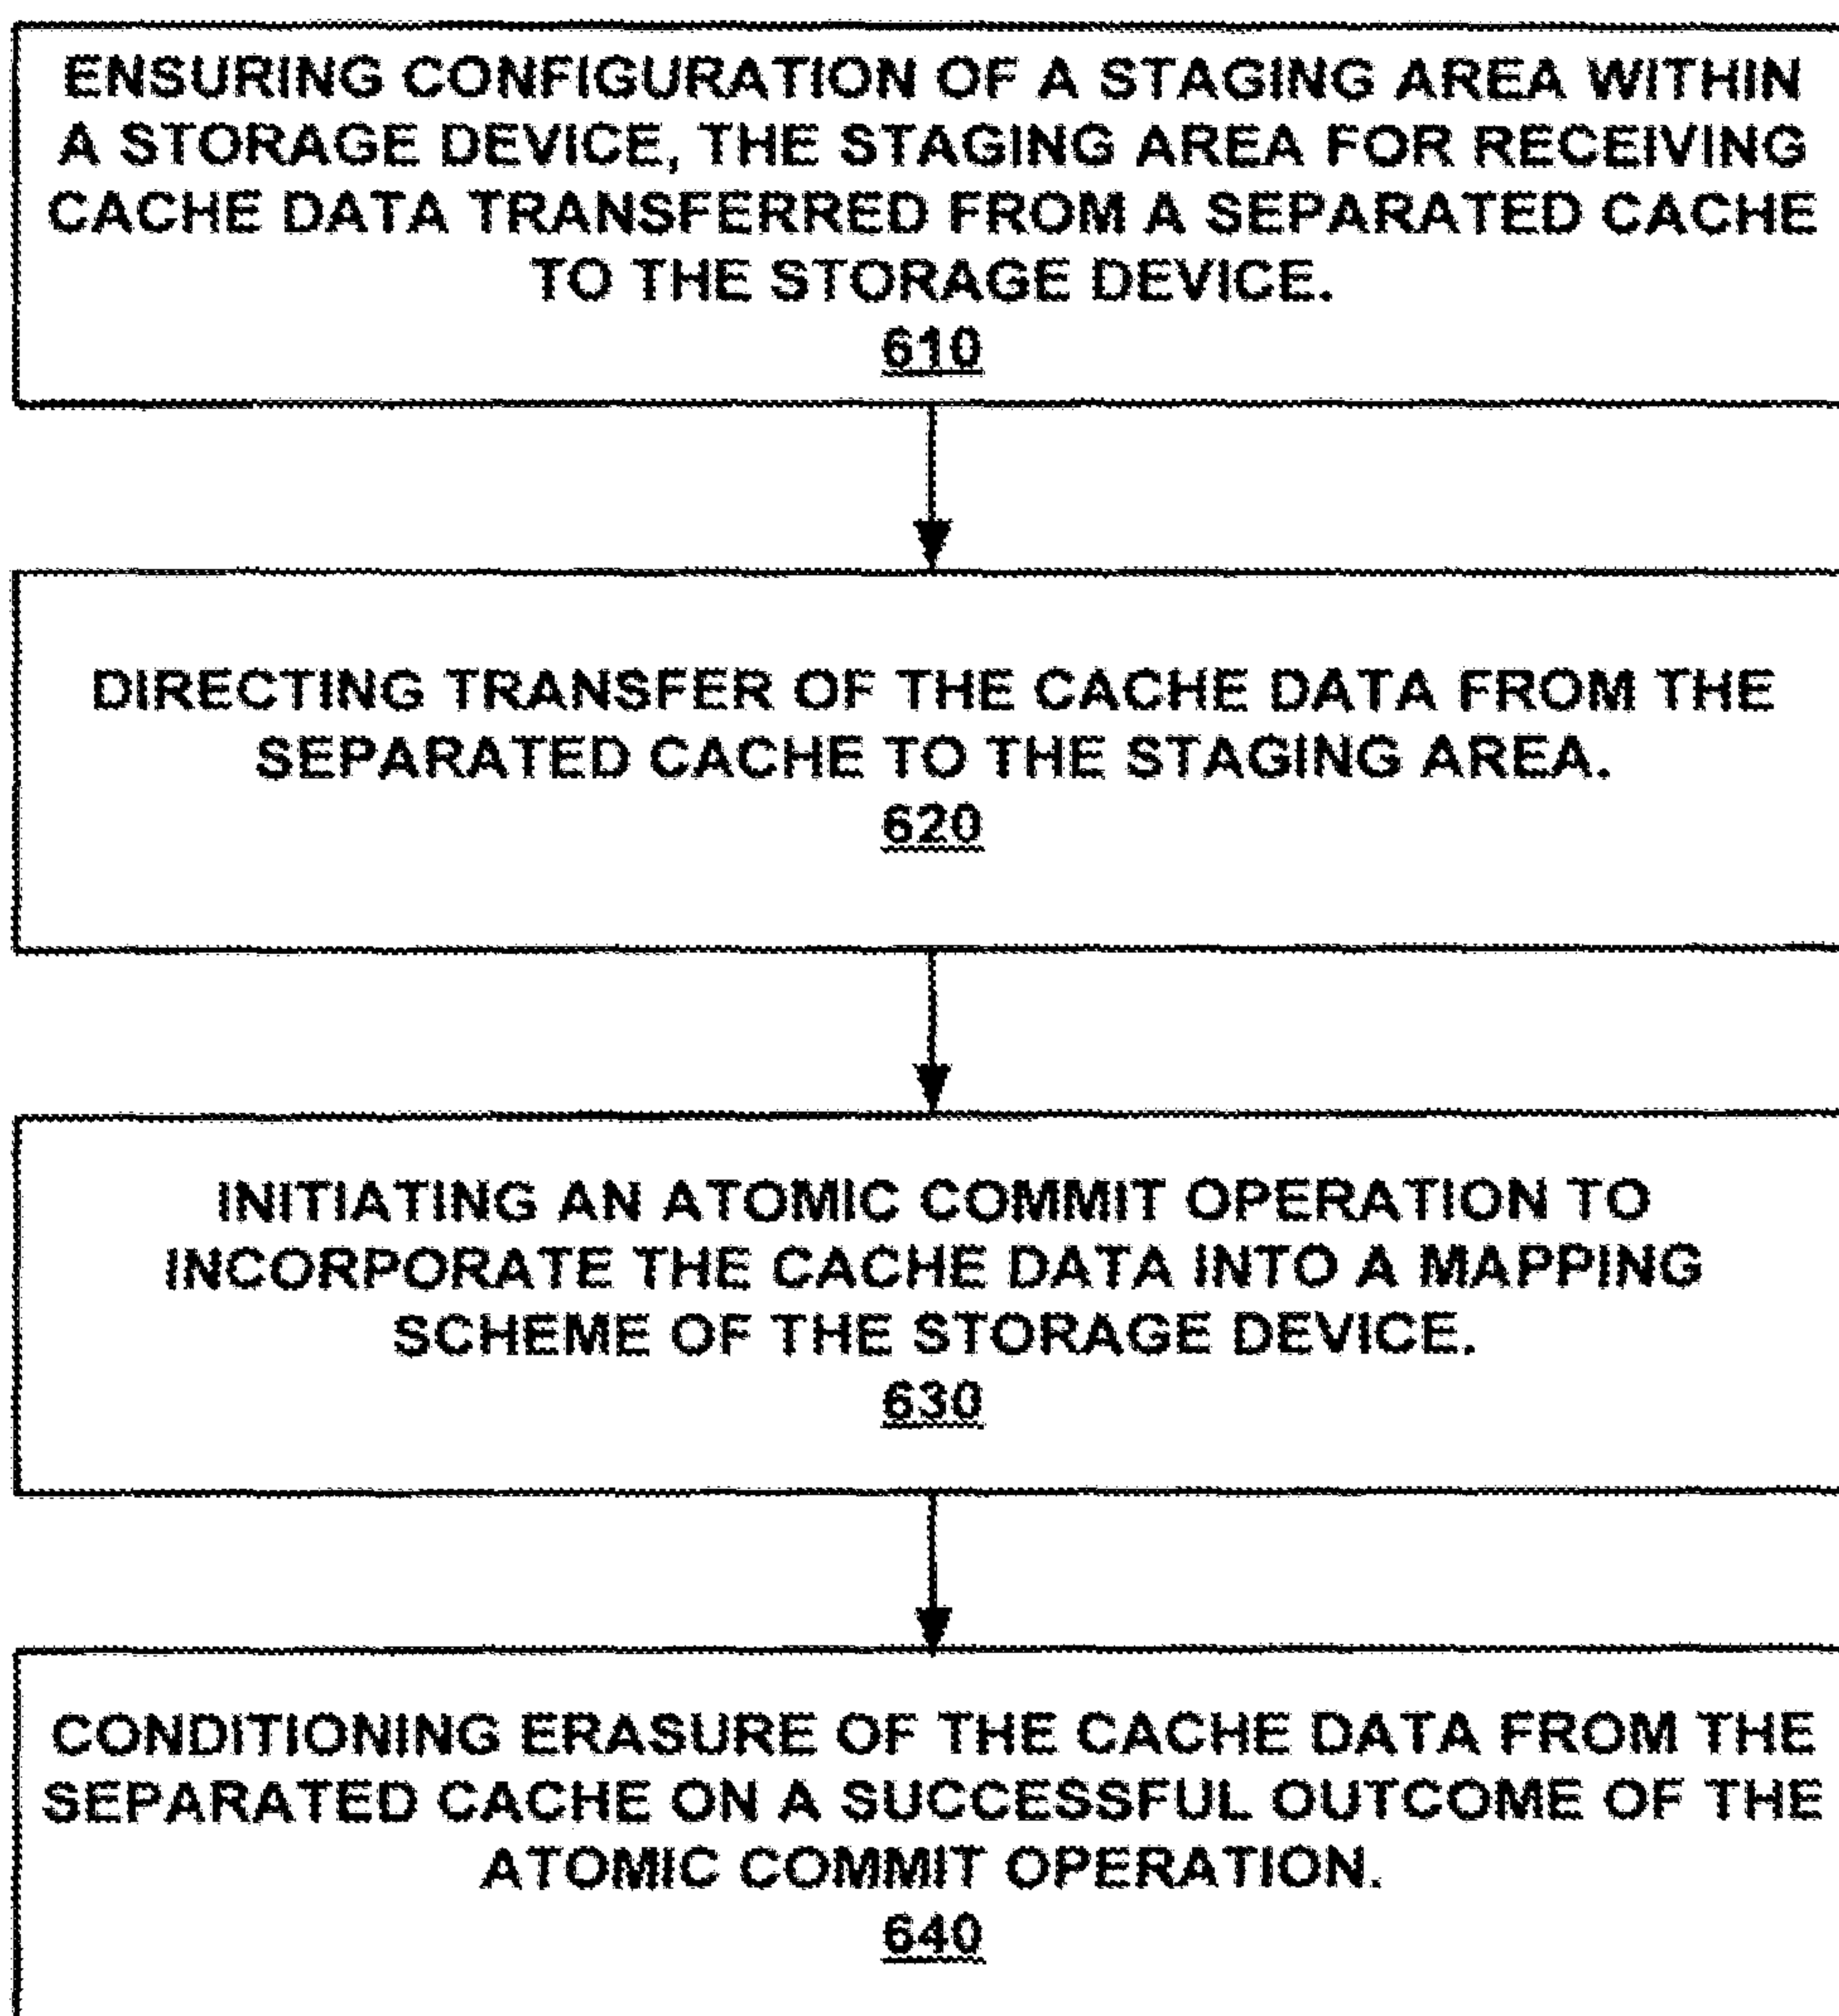 ENSURING CONFIGURATION OF A STAGING AREA WITHIN
A STORAGE DEVICE, THE STAGING AREA FOR RECEIVING
CACHE DATA TRANSFERRED FROM A SEPARATED CACHE
TO THE STORAGE DEVICE.
610
DIRECTING TRANSFER OF THE CACHE DATA FROM THE
SEPARATED CACHE TO THE STAGING AREA.
620
INITIATING AN ATOMIC COMMIT OPERATION TO
INCORPORATE THE CACHE DATA INTO A MAPPING
SCHEME OF THE STORAGE DEVICE.
630
CONDITIONING ERASURE OF THE CACHE DATA FROM THE
SEPARATED CACHE ON A SUCCESSFUL OUTCOME OF THE
ATOMIC COMMIT OPERATION.
640